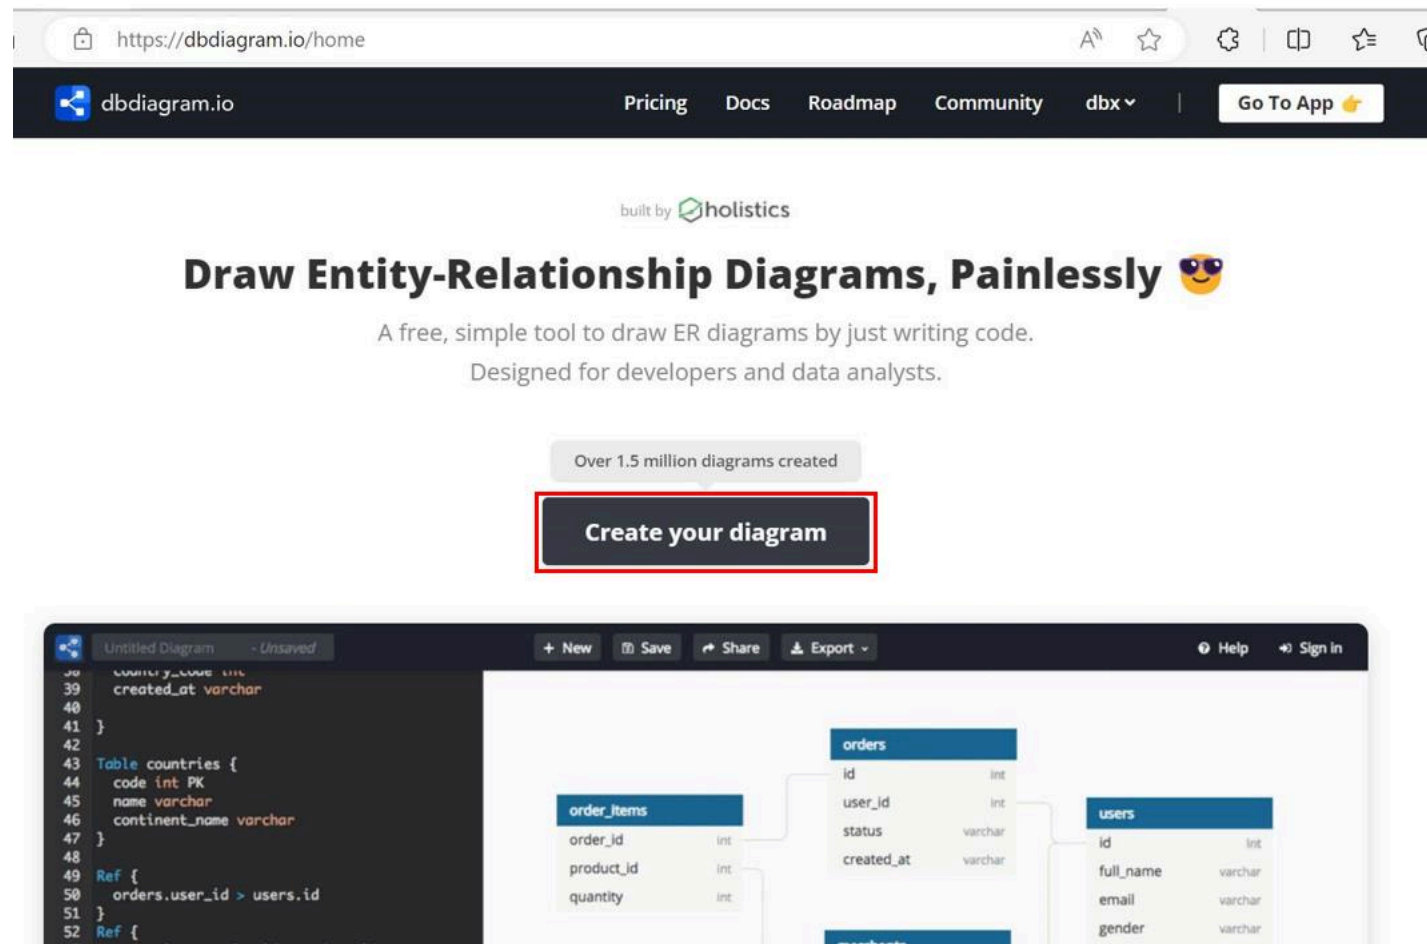 https://dbdiagram.io/home
dbdiagram.io
Pricing Docs Roadmap Community dbx Go To App
built by holistics
Draw Entity-Relationship Diagrams, Painlessly
A free, simple tool to draw ER diagrams by just writing code.
Designed for developers and data analysts.
Over 1.5 million diagrams created
Create your diagram
Untitled Diagram - Unsaved + New Save Share Export Help Sign in
39 created_at varchar
40
41 }
42
43 Table countries {
44 code int PK
45 name varchar
46 continent_name varchar
47 }
48
49 Ref {
50 orders.user_id > users.id
51 }
52 Ref {
order_items
order_id int
product_id int
quantity int
orders
id int
user_id int
status varchar
created_at varchar
users
id int
full_name varchar
email varchar
gender varchar